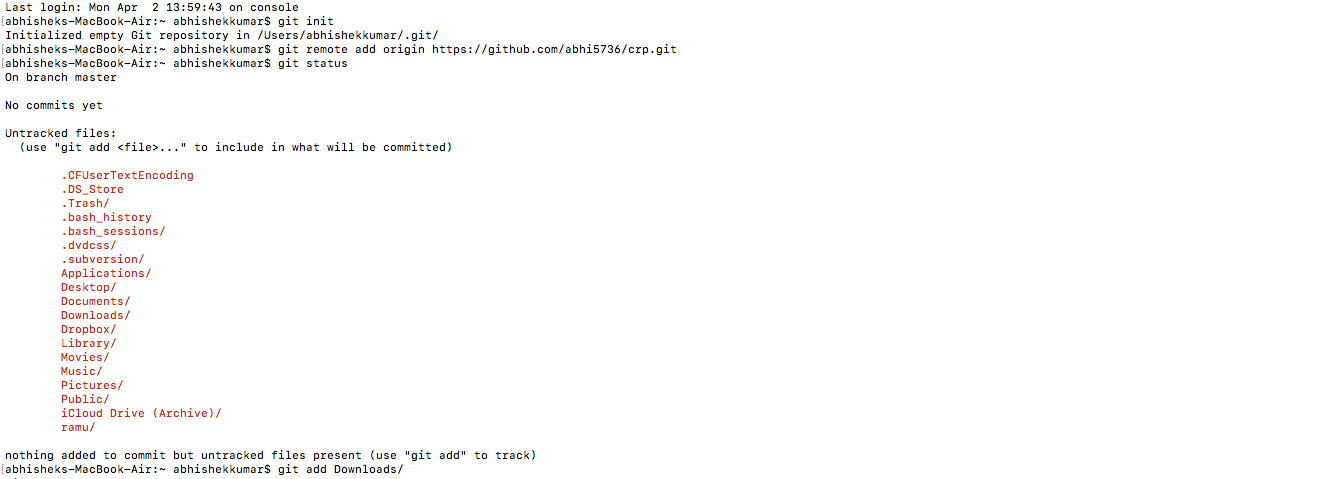 Last login: Mon Apr  2 13:59:43 on console
[abhisheks-MacBook-Air:~ abhishekkumar$ git init
Initialized empty Git repository in /Users/abhishekkumar/.git/
[abhisheks-MacBook-Air:~ abhishekkumar$ git remote add origin https://github.com/abhi5736/crp.git
[abhisheks-MacBook-Air:~ abhishekkumar$ git status
On branch master
No commits yet
Untracked files:
(use "git add <file>..." to include in what will be committed)
.CFUserTextEncoding
.DS_Store
.Trash/
.bash_history
.bash_sessions/
.dvdcss/
.subversion/
Applications/
Desktop/
Documents/
Downloads/
Dropbox/
Library/
Movies/
Music/
Pictures/
Public/
iCloud Drive (Archive)/
ramu/
nothing added to commit but untracked files present (use "git add" to track)
[abhisheks-MacBook-Air:~ abhishekkumar$ git add Downloads/